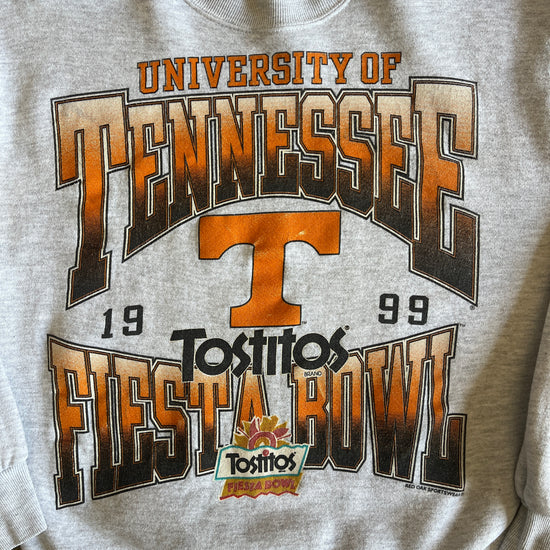 UNIVERSITY OF
TENNESSEE
T
19 99
Tostitos®
BRAND
FIESTA BOWL
Tostitos
FIESTA BOWL
RED OAK SPORTSWEAR